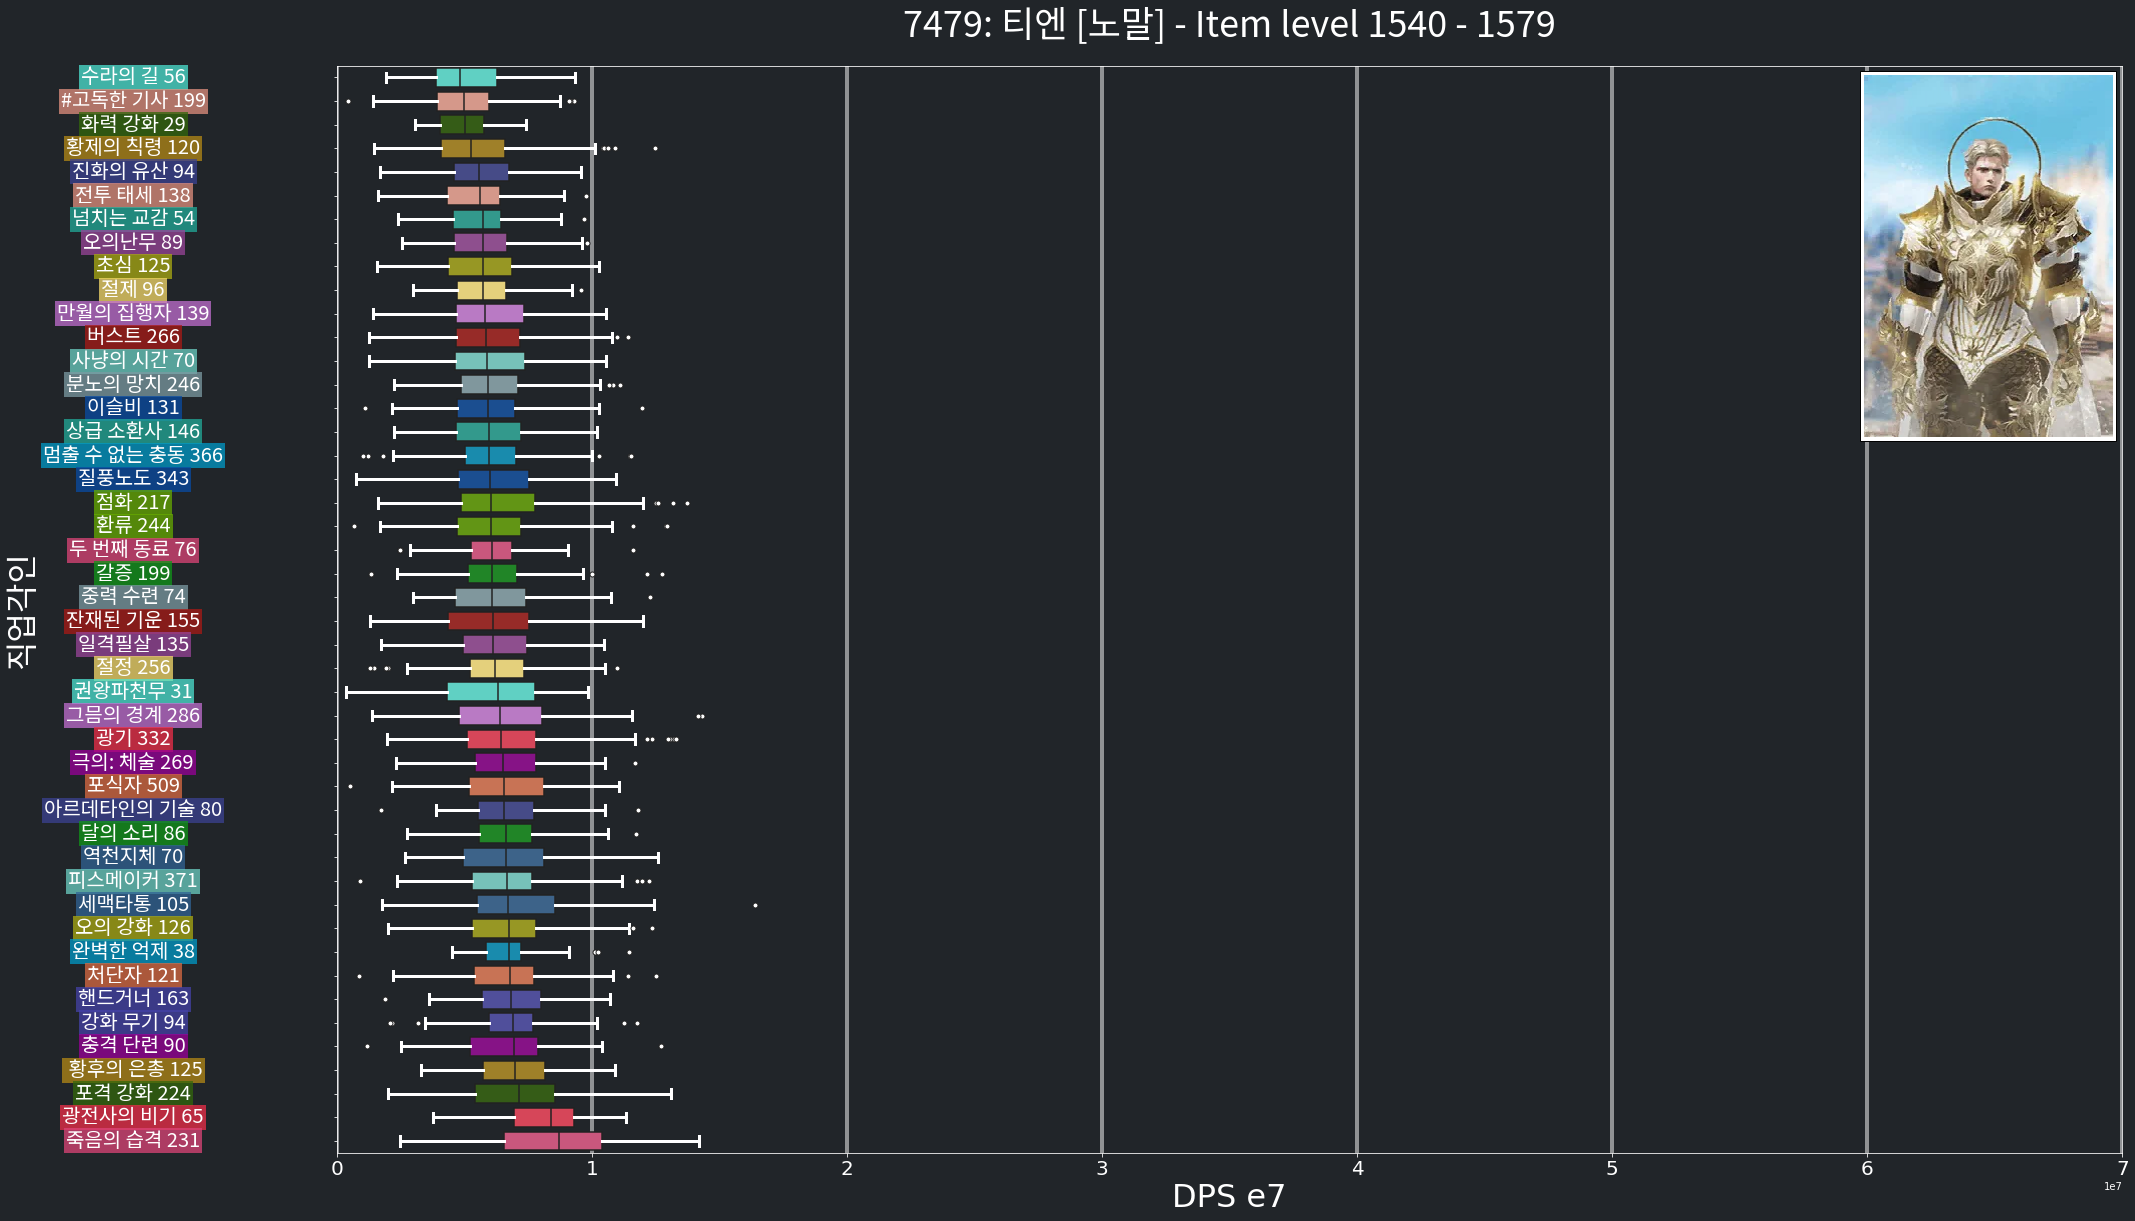 7479: 티엔 [노말] - Item level 1540 - 1579
직업각인
수라의 길 56
#고독한 기사 199
화력 강화 29
황제의 칙령 120
진화의 유산 94
전투 태세 138
넘치는 교감 54
오의난무 89
초심 125
절제 96
만월의 집행자 139
버스트 266
사냥의 시간 70
분노의 망치 246
이슬비 131
상급 소환사 146
멈출 수 없는 충동 366
질풍노도 343
점화 217
환류 244
두 번째 동료 76
갈증 199
중력 수련 74
잔재된 기운 155
일격필살 135
절정 256
권왕파천무 31
그믐의 경계 286
광기 332
극의: 체술 269
포식자 509
아르데타인의 기술 80
달의 소리 86
역천지체 70
피스메이커 371
세맥타통 105
오의 강화 126
완벽한 억제 38
처단자 121
핸드거너 163
강화 무기 94
충격 단련 90
황후의 은총 125
포격 강화 224
광전사의 비기 65
죽음의 습격 231
0 1 2 3 4 5 6 7
1e7
DPS e7